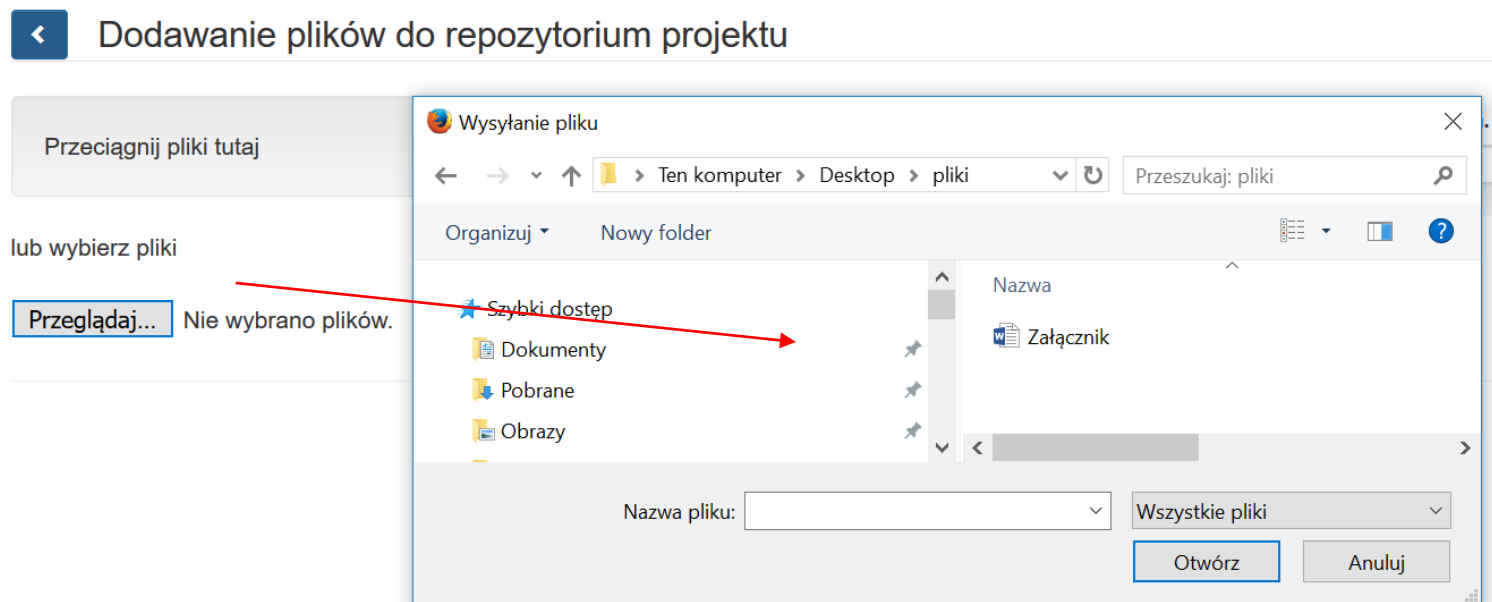 Dodawanie plików do repozytorium projektu
Przeciągnij pliki tutaj
lub wybierz pliki
Przeglądaj... Nie wybrano plików.
Wysyłanie pliku
Ten komputer Desktop pliki
Przeszukaj: pliki
Organizuj Nowy folder
Szybki dostęp
Dokumenty
Pobrane
Obrazy
Nazwa
Załącznik
Nazwa pliku:
Wszystkie pliki
Otwórz Anuluj